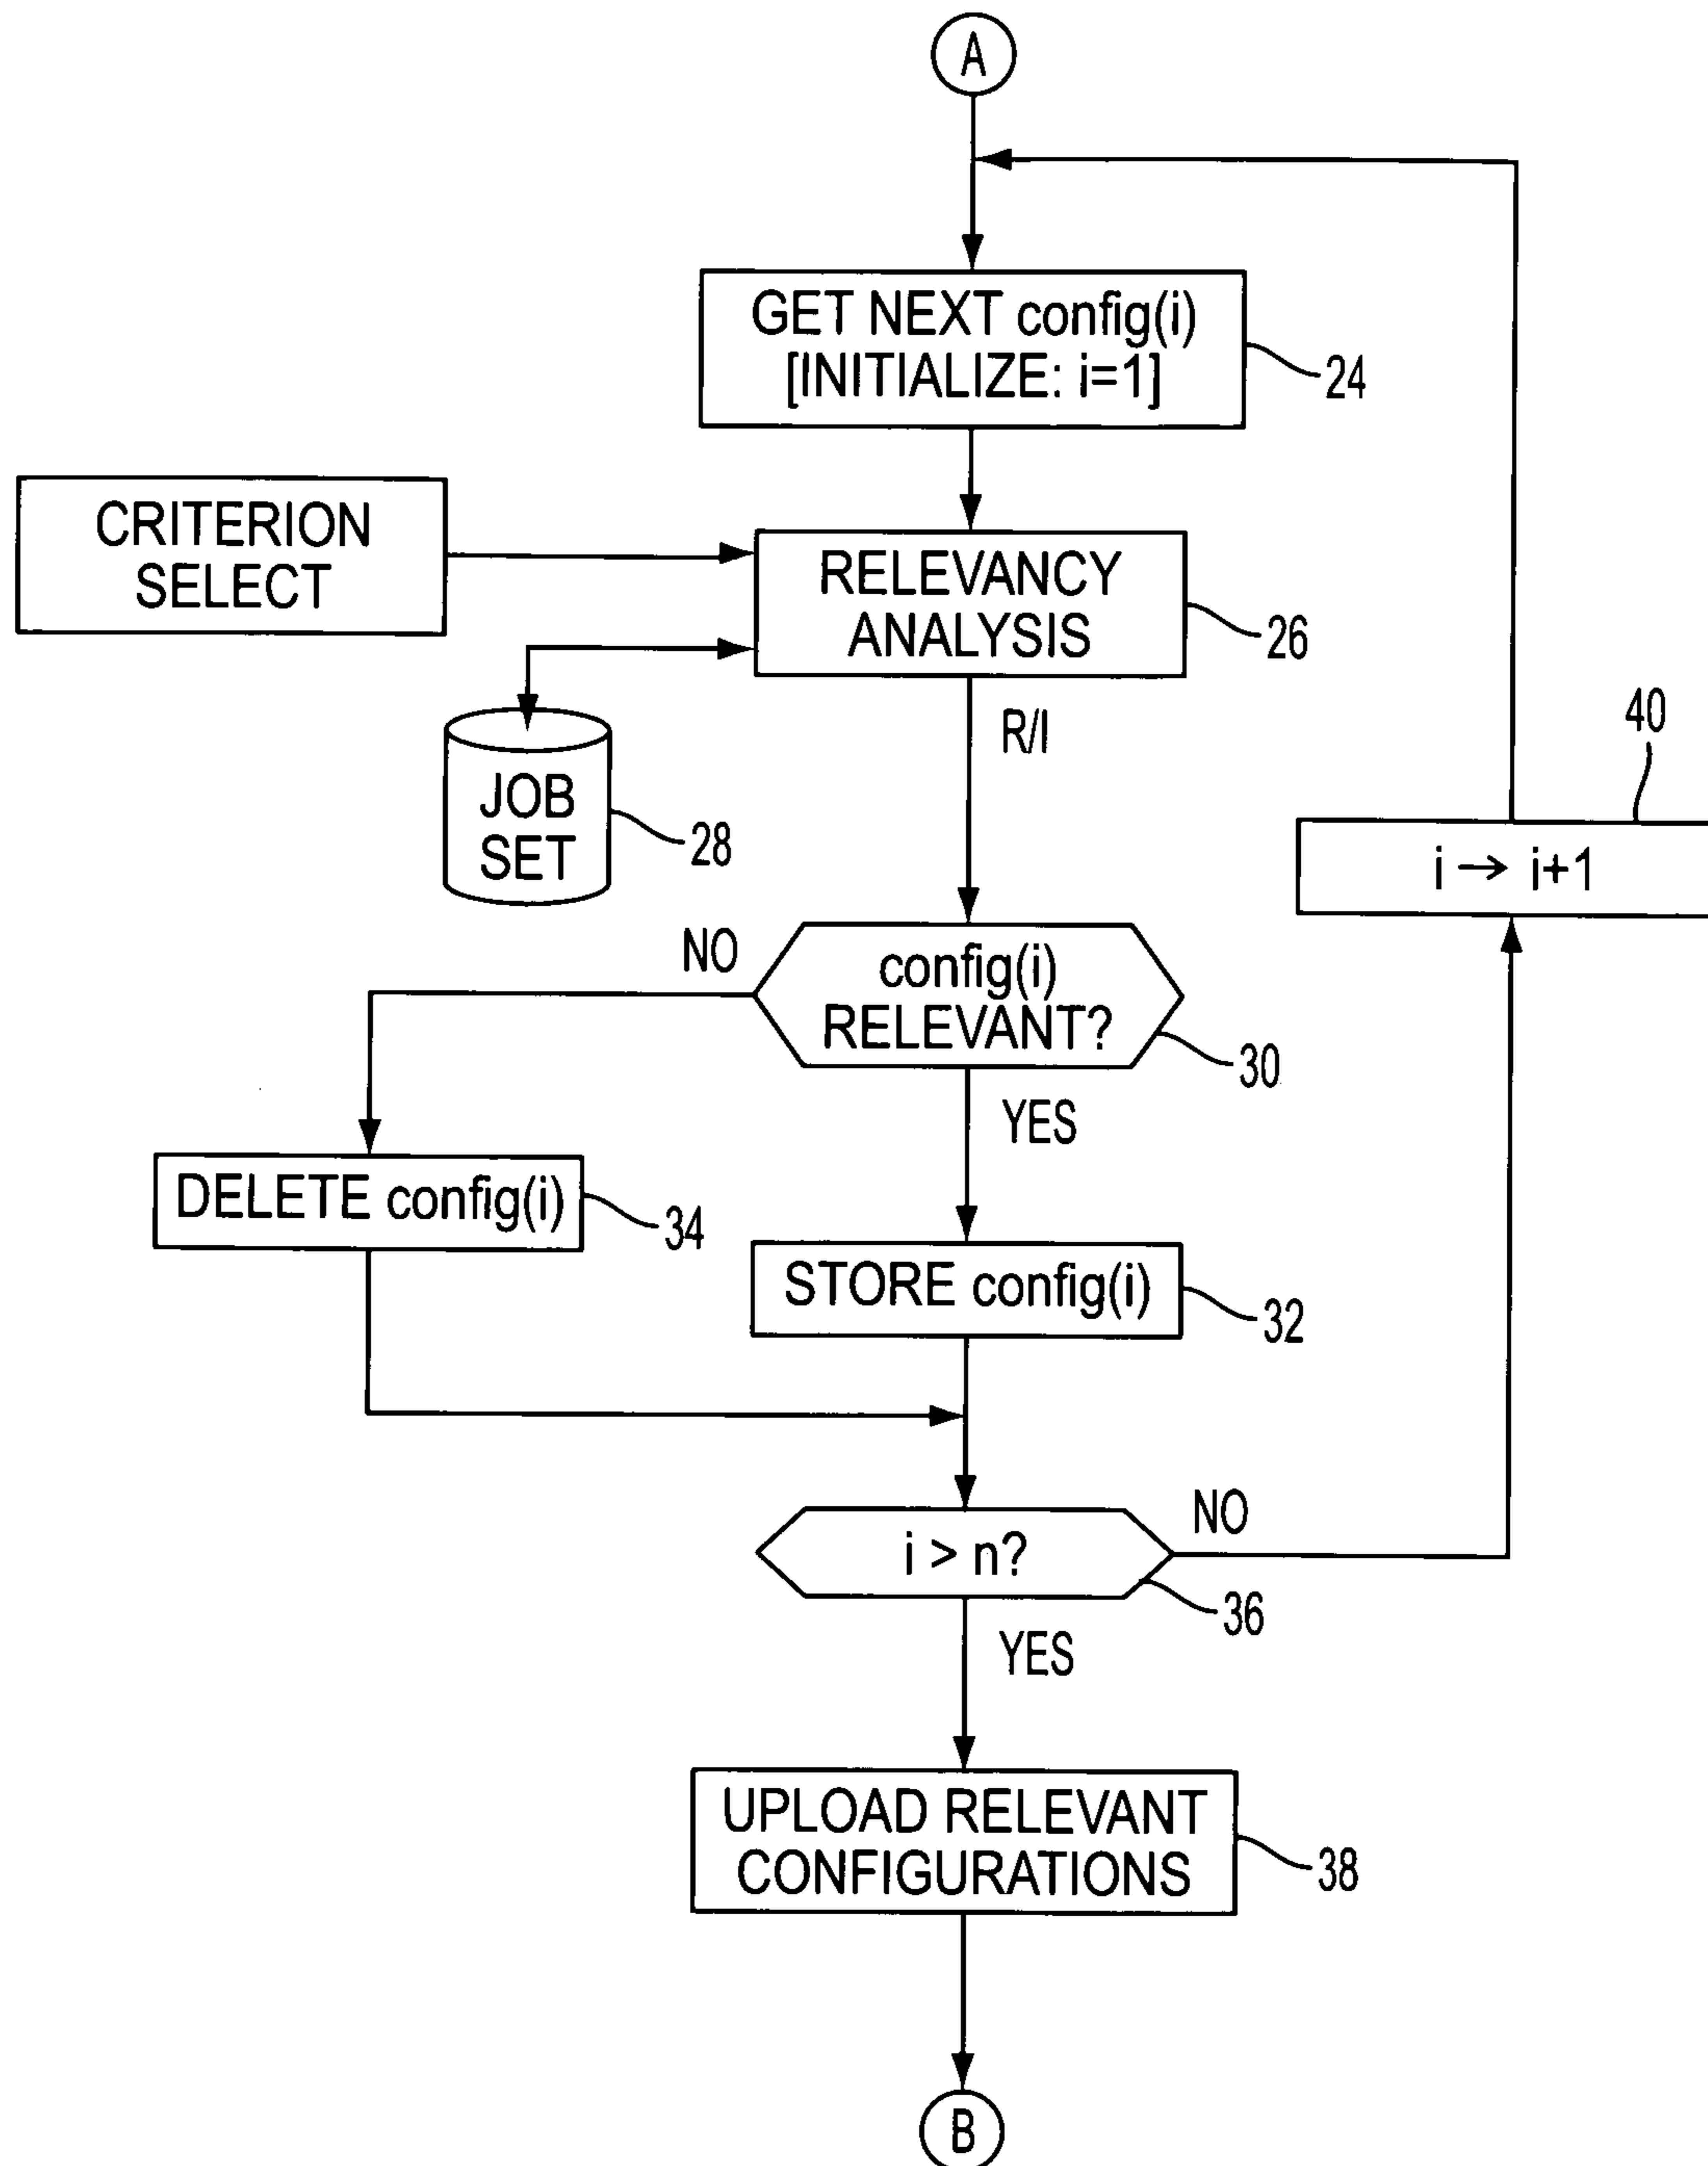 A
GET NEXT config(i)
[INITIALIZE: i=1]
24
CRITERION
SELECT
RELEVANCY
ANALYSIS
26
R/I
JOB
SET
28
40
i → i+1
NO
config(i)
RELEVANT?
30
YES
DELETE config(i)
34
STORE config(i)
32
i > n?
NO
36
YES
UPLOAD RELEVANT
CONFIGURATIONS
38
B